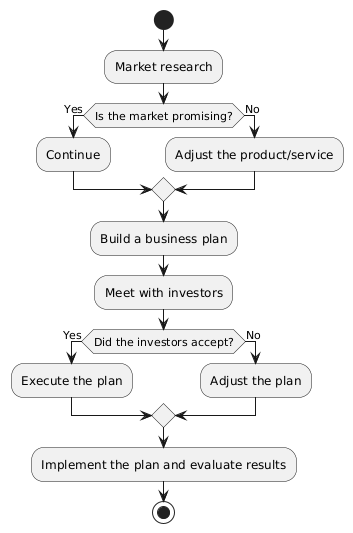 Market research
Yes
Is the market promising?
No
Continue
Adjust the product/service
Build a business plan
Meet with investors
Yes
Did the investors accept?
No
Execute the plan
Adjust the plan
Implement the plan and evaluate results